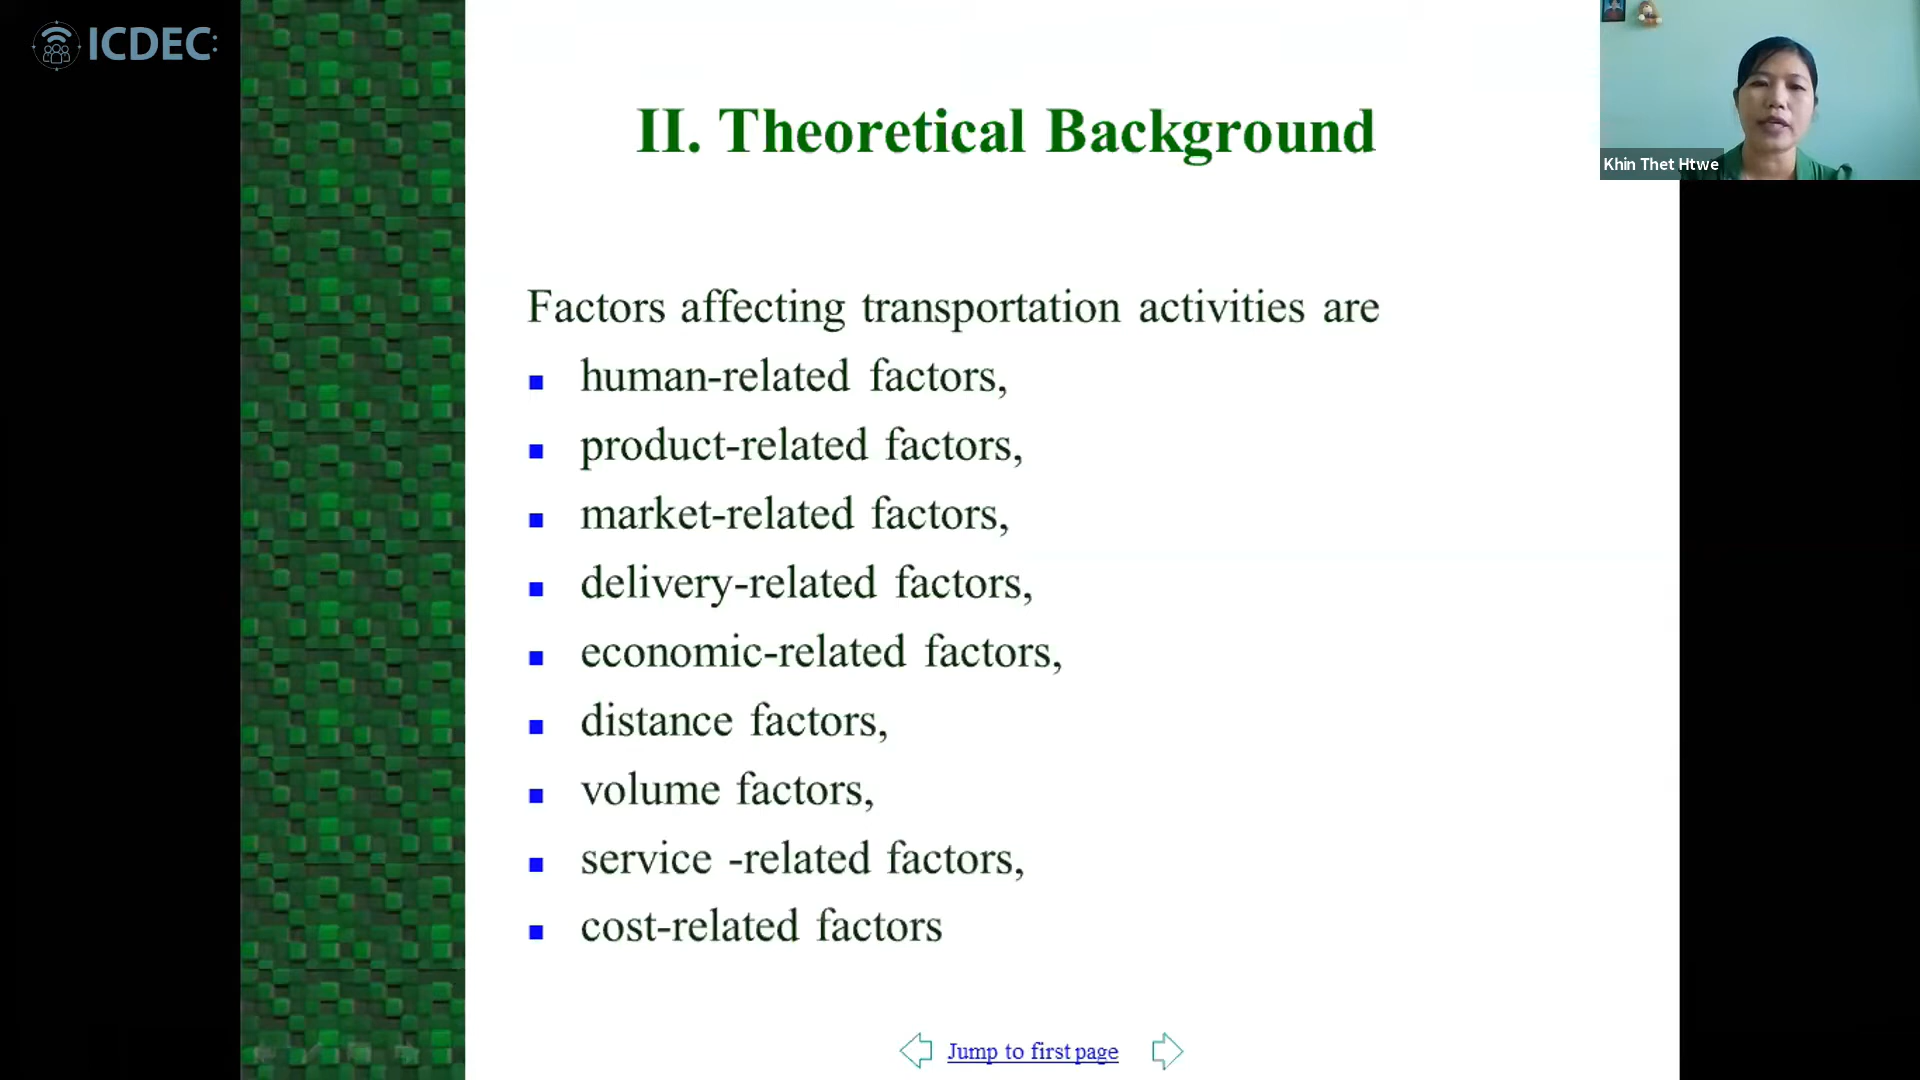 ICDEC:
II. Theoretical Background
Khin Thet Htwe
Factors affecting transportation activities are
human-related factors,
product-related factors,
market-related factors,
delivery-related factors,
economic-related factors,
distance factors,
volume factors,
service -related factors,
cost-related factors
Jump to first page